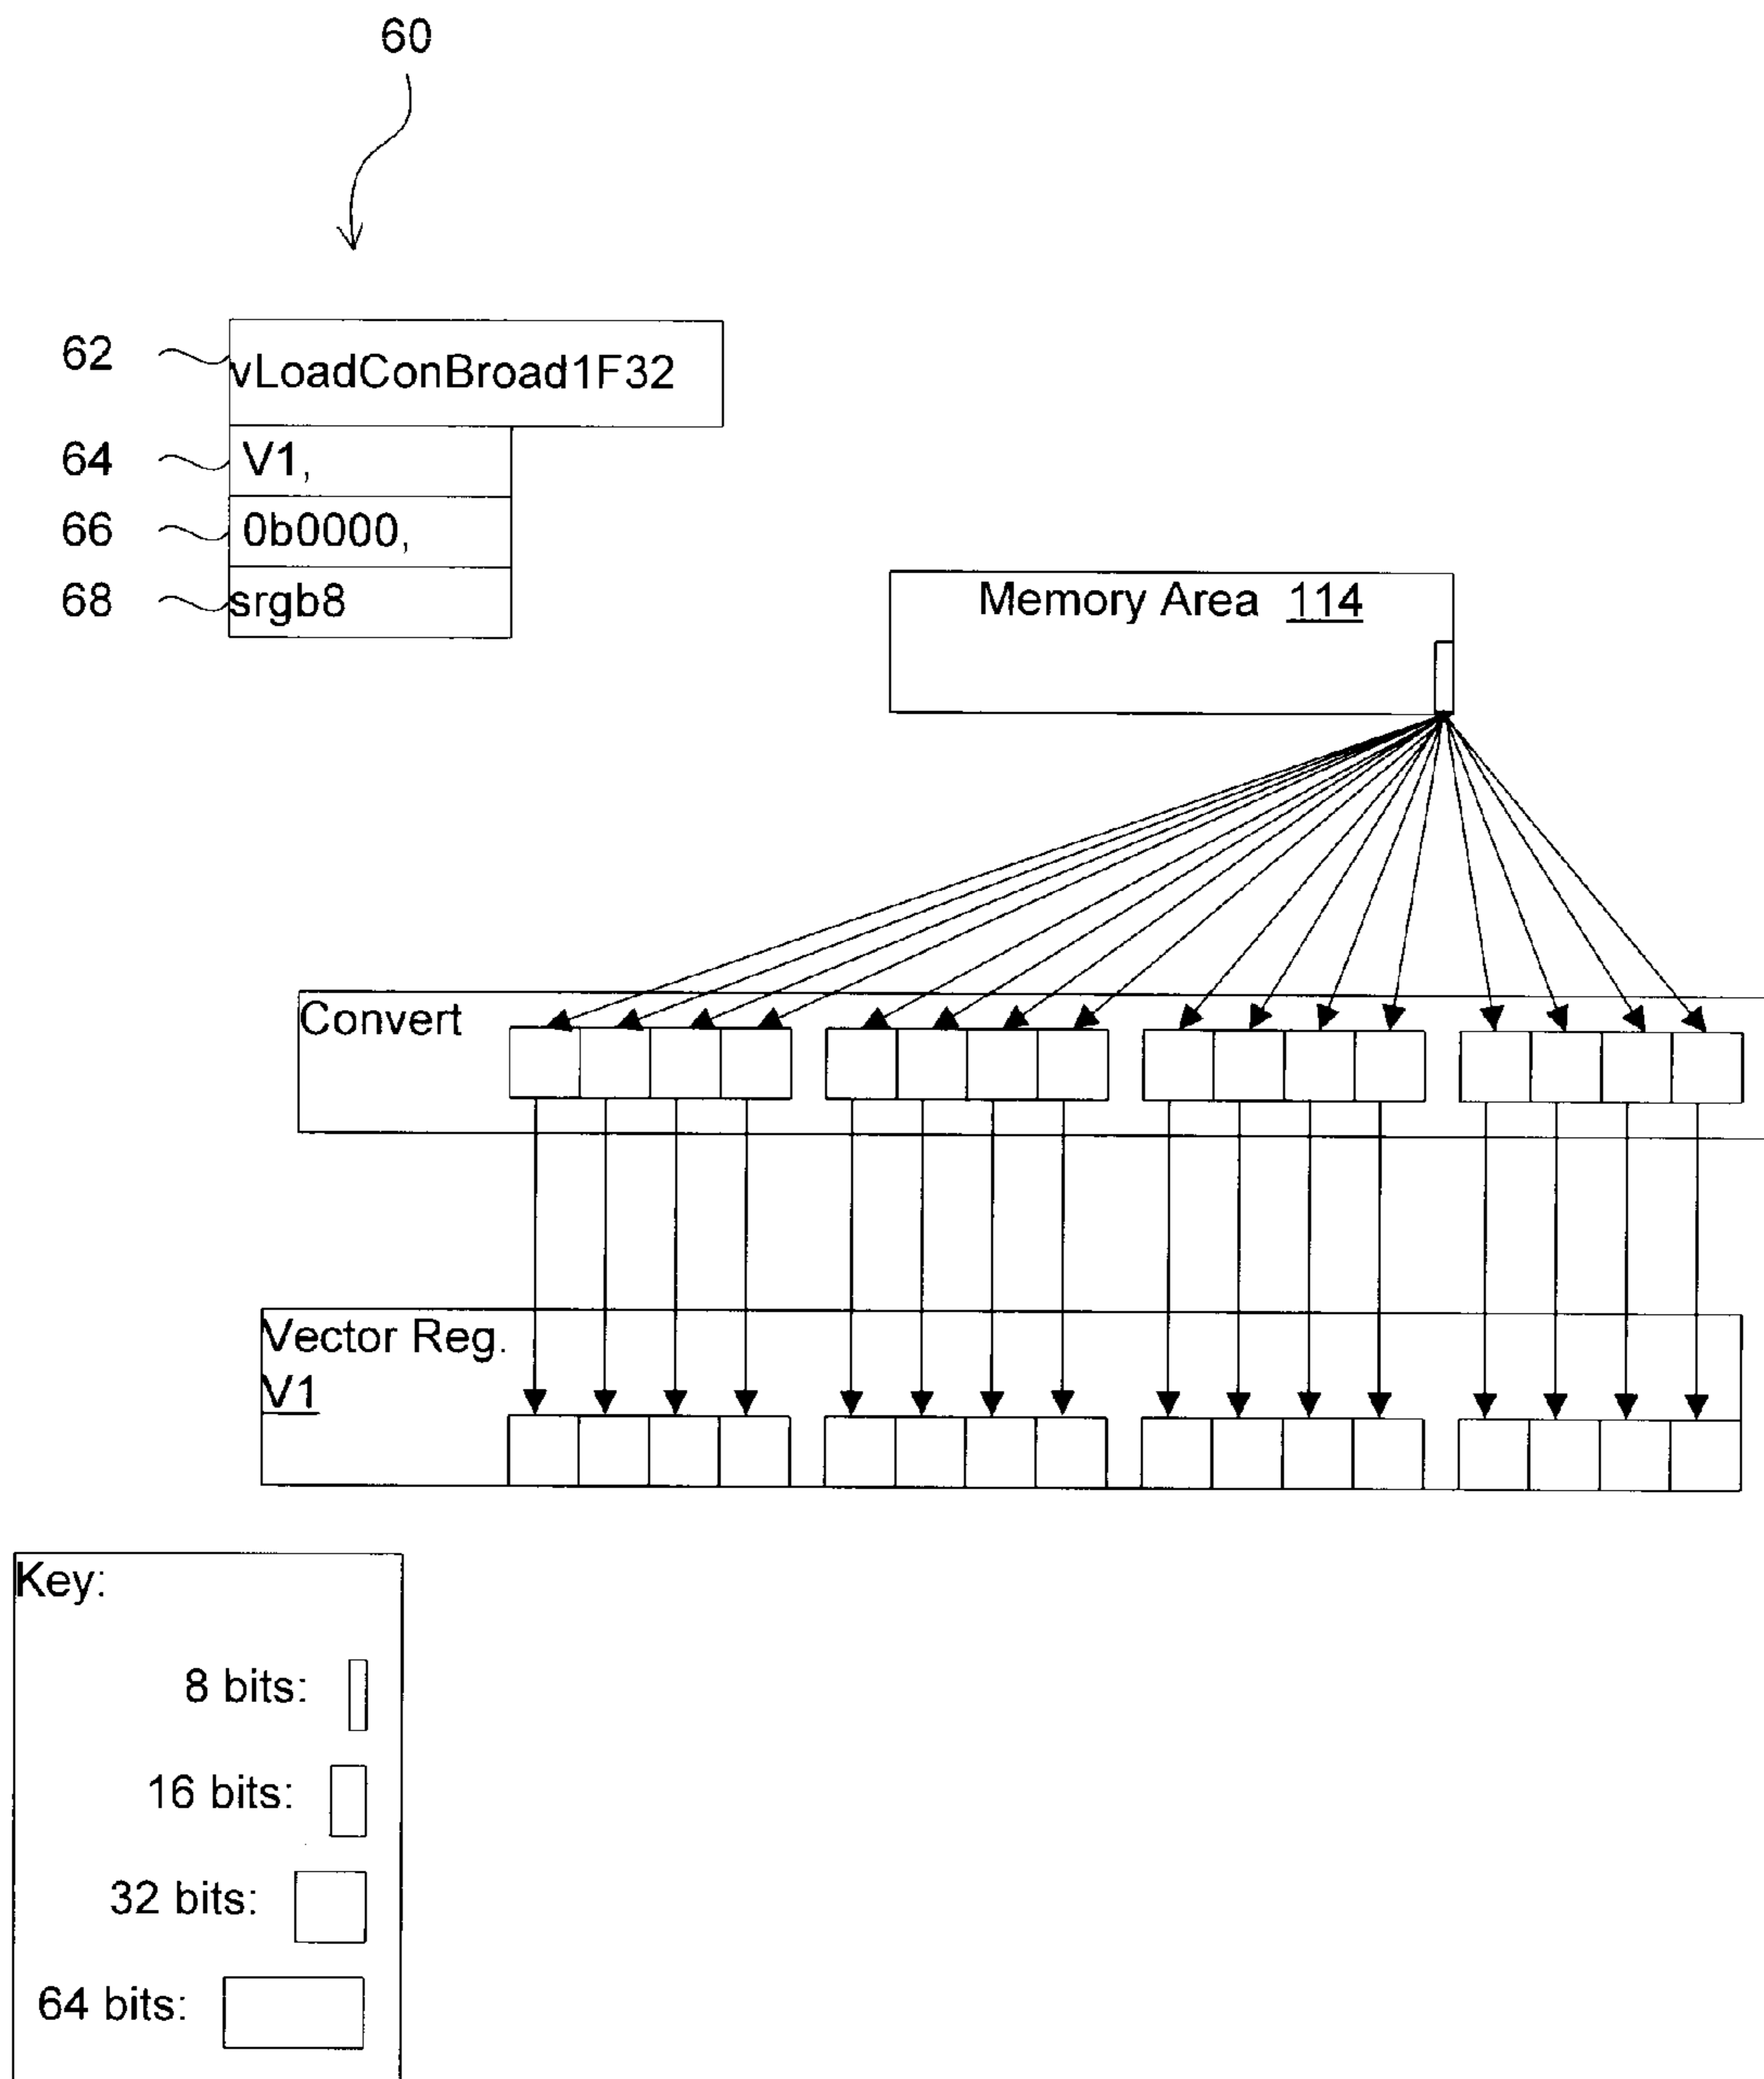 60
62
vLoadConBroad1F32
64
V1,
66
0b0000,
68
srgb8
Memory Area 114
Convert
Vector Reg.
V1
Key:
8 bits:
16 bits:
32 bits:
64 bits: